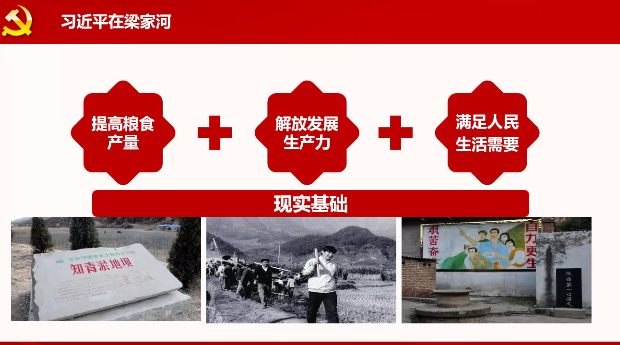 习近平在梁家河
提高粮食
产量
解放发展
生产力
满足人民
生活需要
现实基础
知青淤地坝
艰苦奋
自力更生